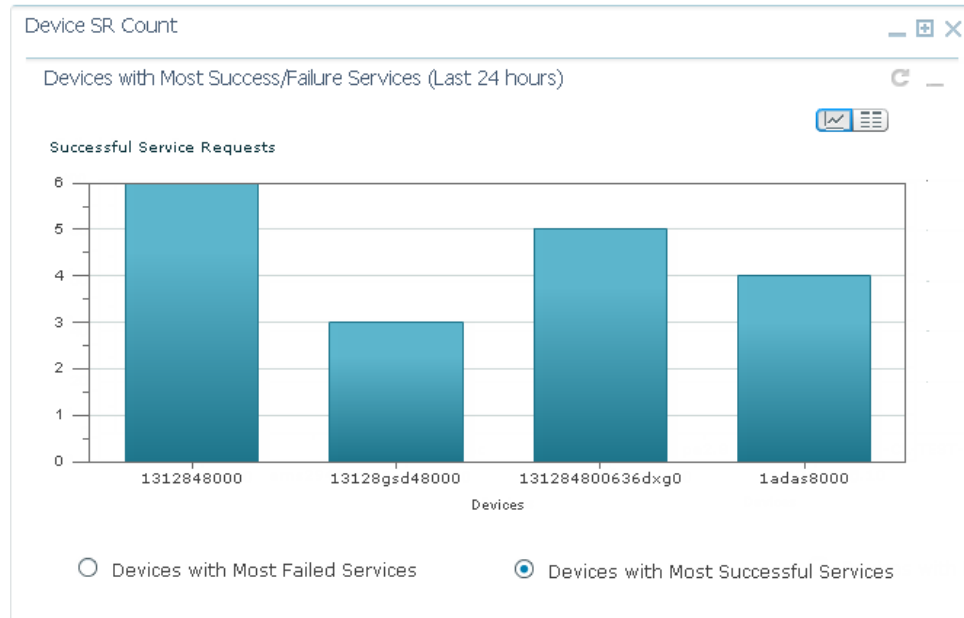 Device SR Count
Devices with Most Success/Failure Services (Last 24 hours)
Successful Service Requests
6
5
4
3
2
1
0
1312848000 13128gsd48000 131284800636dxg0 1adas8000
Devices
Devices with Most Failed Services Devices with Most Successful Services